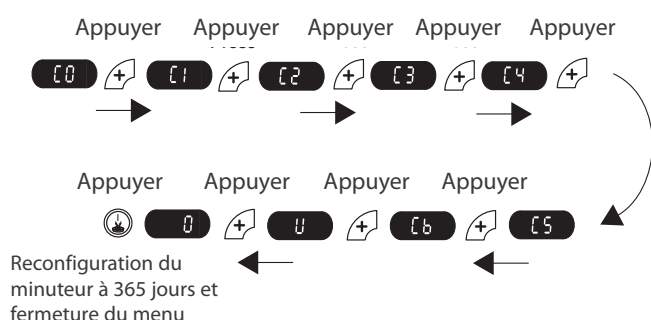 Appuyer Appuyer Appuyer Appuyer Appuyer
C0 + C1 + C2 + C3 + C4 +
Appuyer Appuyer Appuyer Appuyer
0 + U + C6 + C5
Reconfiguration du
minuteur à 365 jours et
fermeture du menu